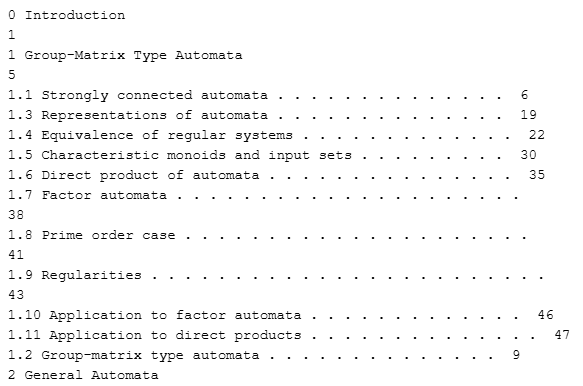 0 Introduction
1
1 Group-Matrix Type Automata
5
1.1 Strongly connected automata . . . . . . . . . . . . . . 6
1.3 Representations of automata . . . . . . . . . . . . . . 19
1.4 Equivalence of regular systems . . . . . . . . . . . . . 22
1.5 Characteristic monoids and input sets . . . . . . . . . 30
1.6 Direct product of automata . . . . . . . . . . . . . . . 35
1.7 Factor automata . . . . . . . . . . . . . . . . . . . . .
38
1.8 Prime order case . . . . . . . . . . . . . . . . . . . . .
41
1.9 Regularities . . . . . . . . . . . . . . . . . . . . . . . .
43
1.10 Application to factor automata . . . . . . . . . . . . . 46
1.11 Application to direct products . . . . . . . . . . . . . . 47
1.2 Group-matrix type automata . . . . . . . . . . . . . . 9
2 General Automata